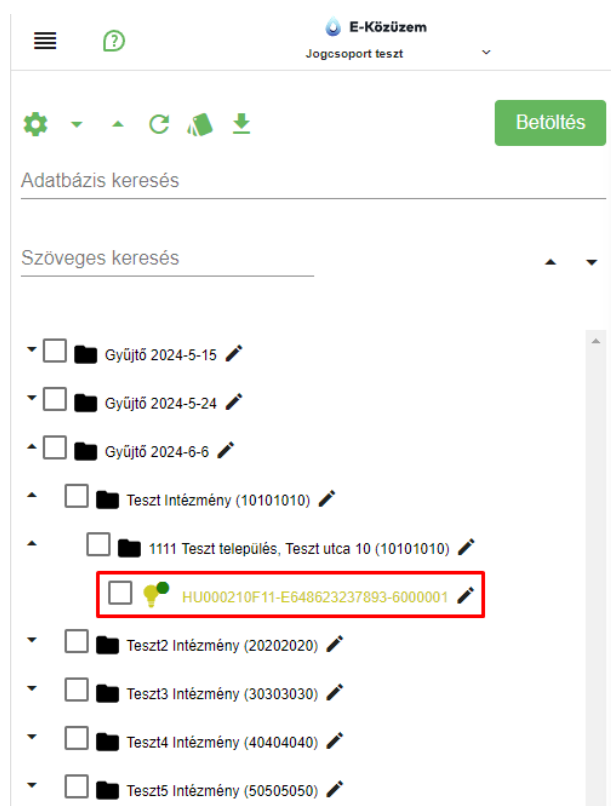 E-Közüzem
Jogcsoport teszt
Betöltés
Adatbázis keresés
Szöveges keresés
Gyűjtő 2024-5-15
Gyűjtő 2024-5-24
Gyűjtő 2024-6-6
Teszt Intézmény (10101010)
1111 Teszt település, Teszt utca 10 (10101010)
HU000210F11-E648623237893-6000001
Teszt2 Intézmény (20202020)
Teszt3 Intézmény (30303030)
Teszt4 Intézmény (40404040)
Teszt5 Intézmény (50505050)